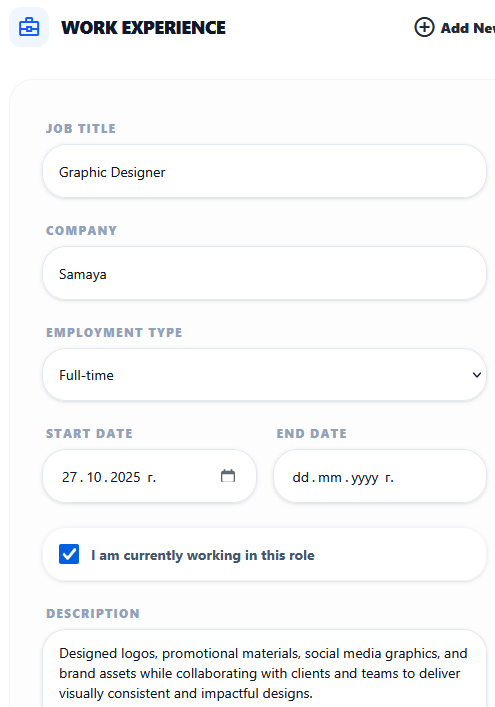 WORK EXPERIENCE
Add New
JOB TITLE
Graphic Designer
COMPANY
Samaya
EMPLOYMENT TYPE
Full-time
START DATE
END DATE
27.10.2025 г.
dd.mm.yyyy г.
I am currently working in this role
DESCRIPTION
Designed logos, promotional materials, social media graphics, and
brand assets while collaborating with clients and teams to deliver
visually consistent and impactful designs.